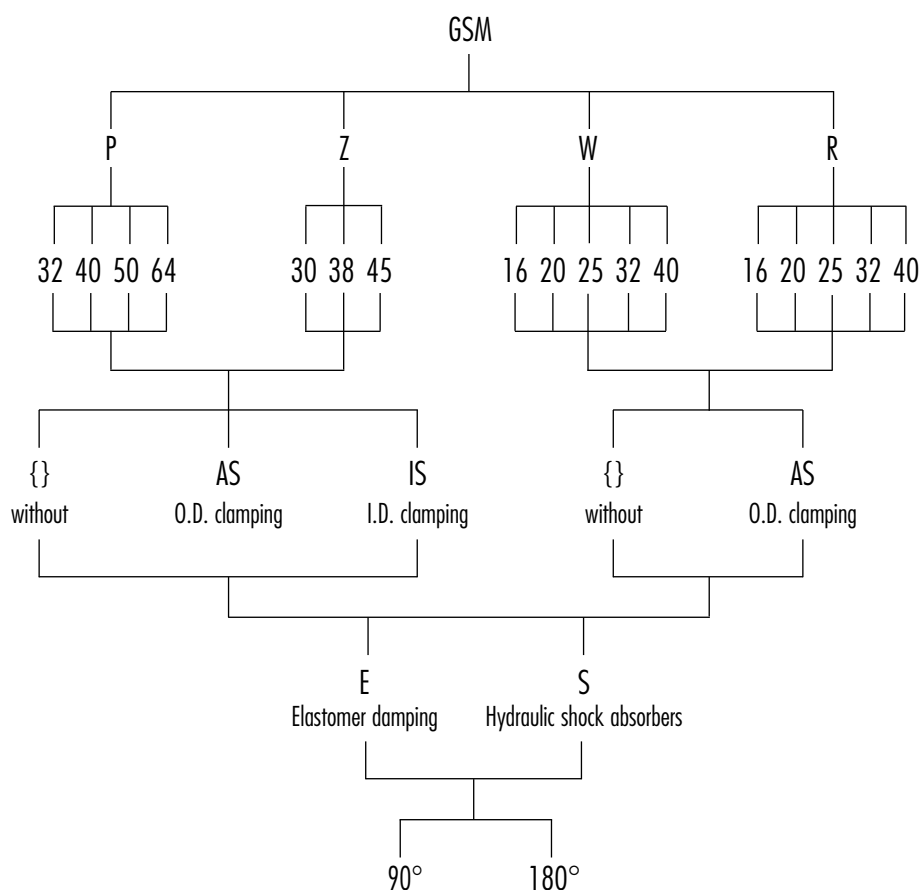 GSM
P Z W R
32 40 50 64 30 38 45 16 20 25 32 40 16 20 25 32 40
{} AS IS {} AS
without O.D. clamping I.D. clamping without O.D. clamping
E S
Elastomer damping Hydraulic shock absorbers
90° 180°